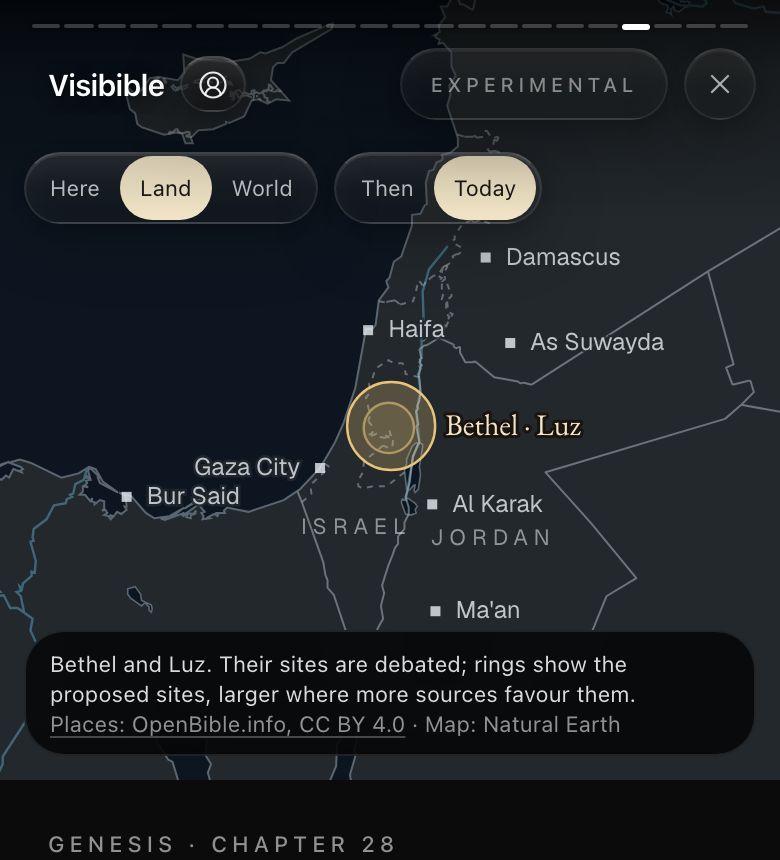 Visibible
EXPERIMENTAL
Here Land World
Then Today
Damascus
Haifa
As Suwayda
Bethel · Luz
Gaza City
Bur Said
Al Karak
ISRAEL
JORDAN
Ma'an
Bethel and Luz. Their sites are debated; rings show the
proposed sites, larger where more sources favour them.
Places: OpenBible.info, CC BY 4.0 · Map: Natural Earth
GENESIS · CHAPTER 28